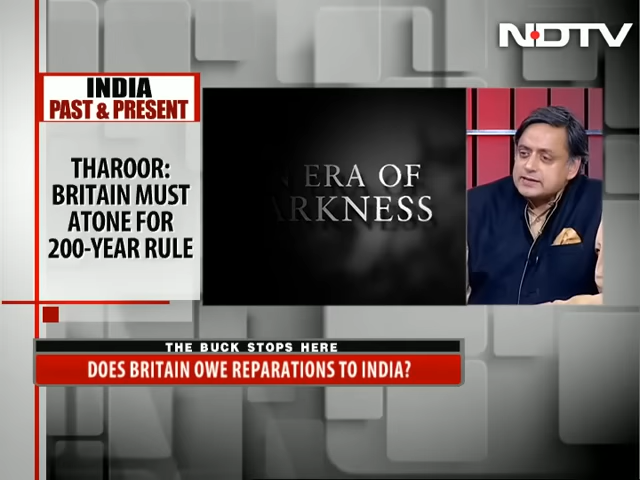 NDTV
INDIA
PAST & PRESENT
THAROOR:
BRITAIN MUST
ATONE FOR
200-YEAR RULE
ERA OF
ARKNESS
THE BUCK STOPS HERE
DOES BRITAIN OWE REPARATIONS TO INDIA?